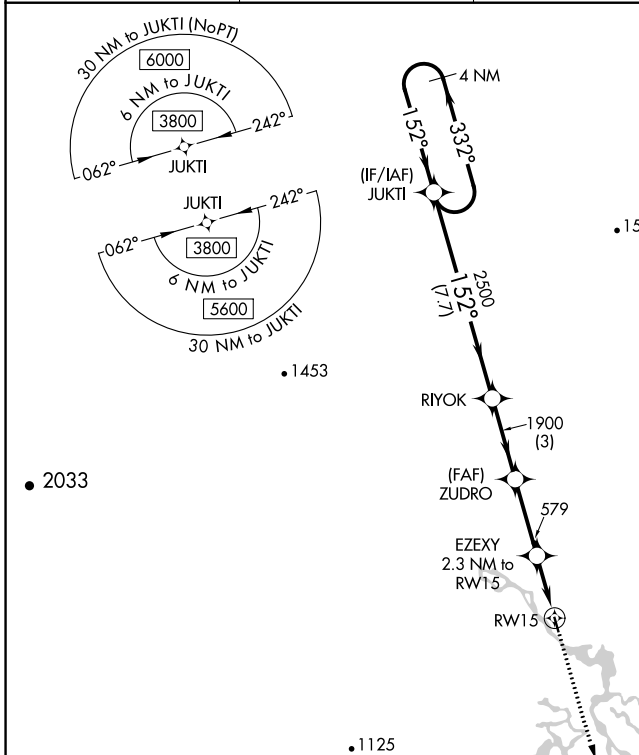 30 NM to JUKTI (NoPT)
6000
6 NM to JUKTI
3800
062°
242°
JUKTI
JUKTI
062°
242°
3800
6 NM to JUKTI
5600
30 NM to JUKTI
4 NM
152°
332°
(IF/IAF)
JUKTI
15
2500
152°
(7.7)
1453
RIYOK
1900
(3)
2033
(FAF)
ZUDRO
579
EZEXY
2.3 NM to
RW15
RW15
1125